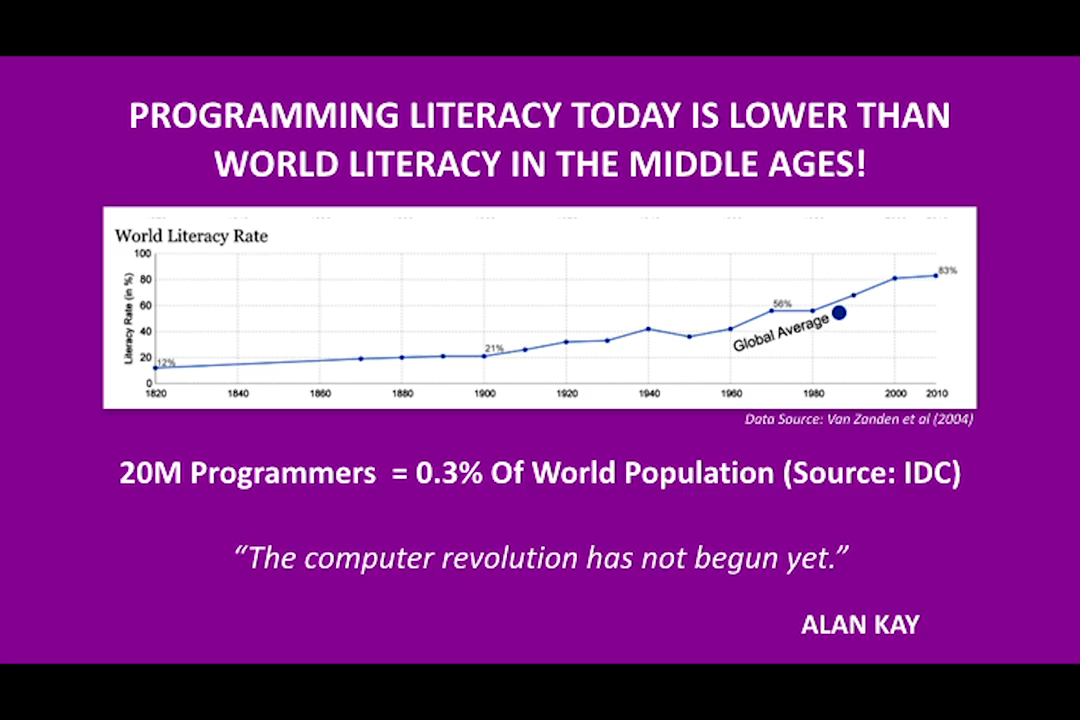 PROGRAMMING LITERACY TODAY IS LOWER THAN
WORLD LITERACY IN THE MIDDLE AGES!
World Literacy Rate
Literacy Rate (in %)
100
80
60
40
20
0
12%
21%
56%
83%
Global Average
1820
1840
1860
1880
1900
1920
1940
1960
1980
2000
2010
Data Source: Van Zanden et al (2004)
20M Programmers = 0.3% Of World Population (Source: IDC)
“The computer revolution has not begun yet.”
ALAN KAY